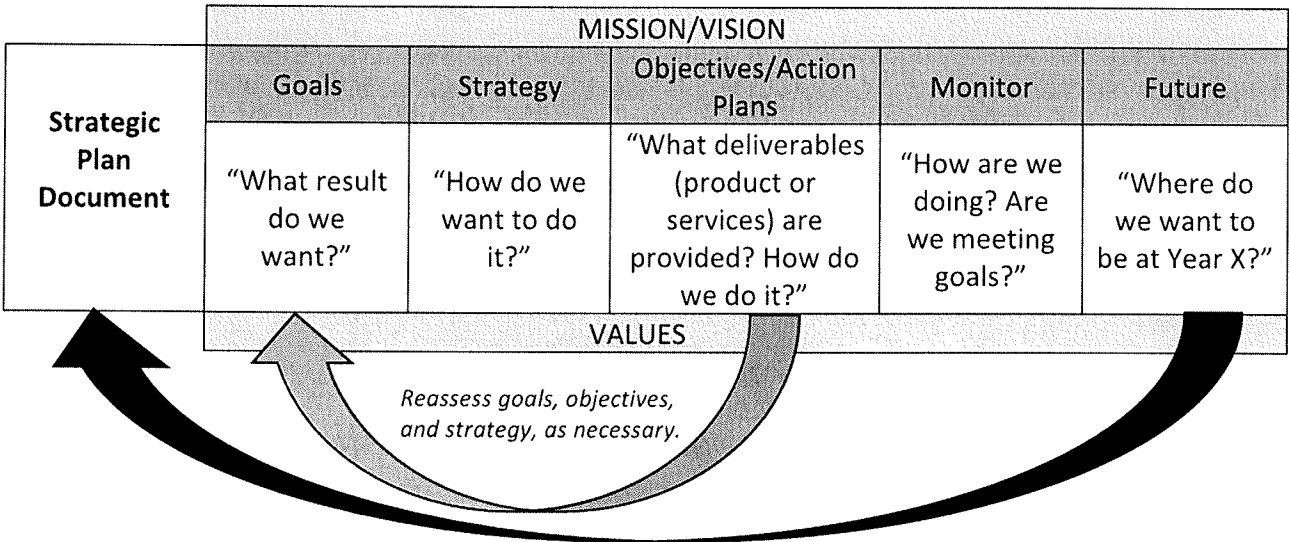 MISSION/VISION
Strategic
Plan
Document
Goals
Strategy
Objectives/Action
Plans
Monitor
Future
“What result
do we
want?”
“How do we
want to do
it?”
“What deliverables
(product or
services) are
provided? How do
we do it?”
“How are we
doing? Are
we meeting
goals?”
“Where do
we want to
be at Year X?”
VALUES
Reassess goals, objectives,
and strategy, as necessary.